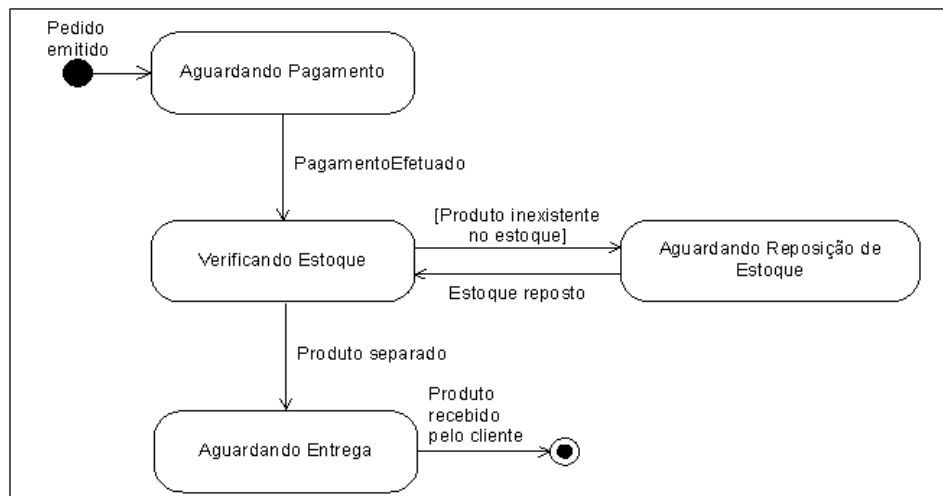 Pedido
emitido
Aguardando Pagamento
PagamentoEfetuado
[Produto inexistente
no estoque]
Verificando Estoque
Aguardando Reposição de
Estoque
Estoque reposto
Produto separado
Produto
recebido
pelo cliente
Aguardando Entrega